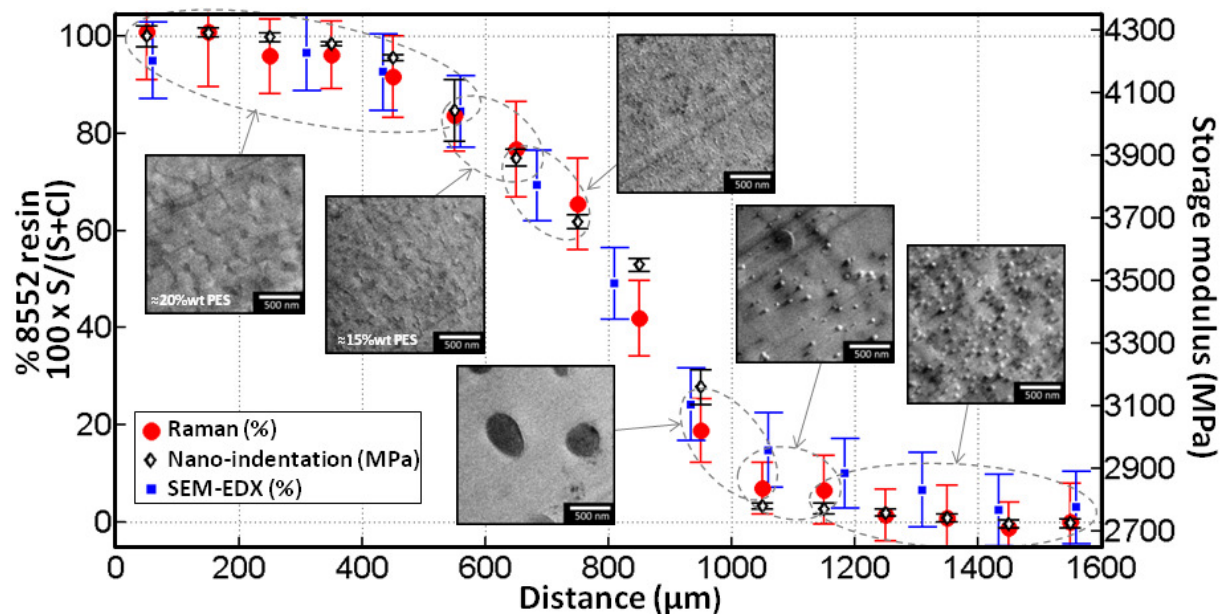 % 8552 resin
100 x S/(S+Cl)
100
80
60
40
20
0
4300
4100
3900
3700
3500
3300
3100
2900
2700
Storage modulus (MPa)
≈20%wt PES
500 nm
≈15%wt PES
500 nm
500 nm
500 nm
500 nm
500 nm
Raman (%)
Nano-indentation (MPa)
SEM-EDX (%)
0
200
400
600
800
1000
1200
1400
1600
Distance (μm)